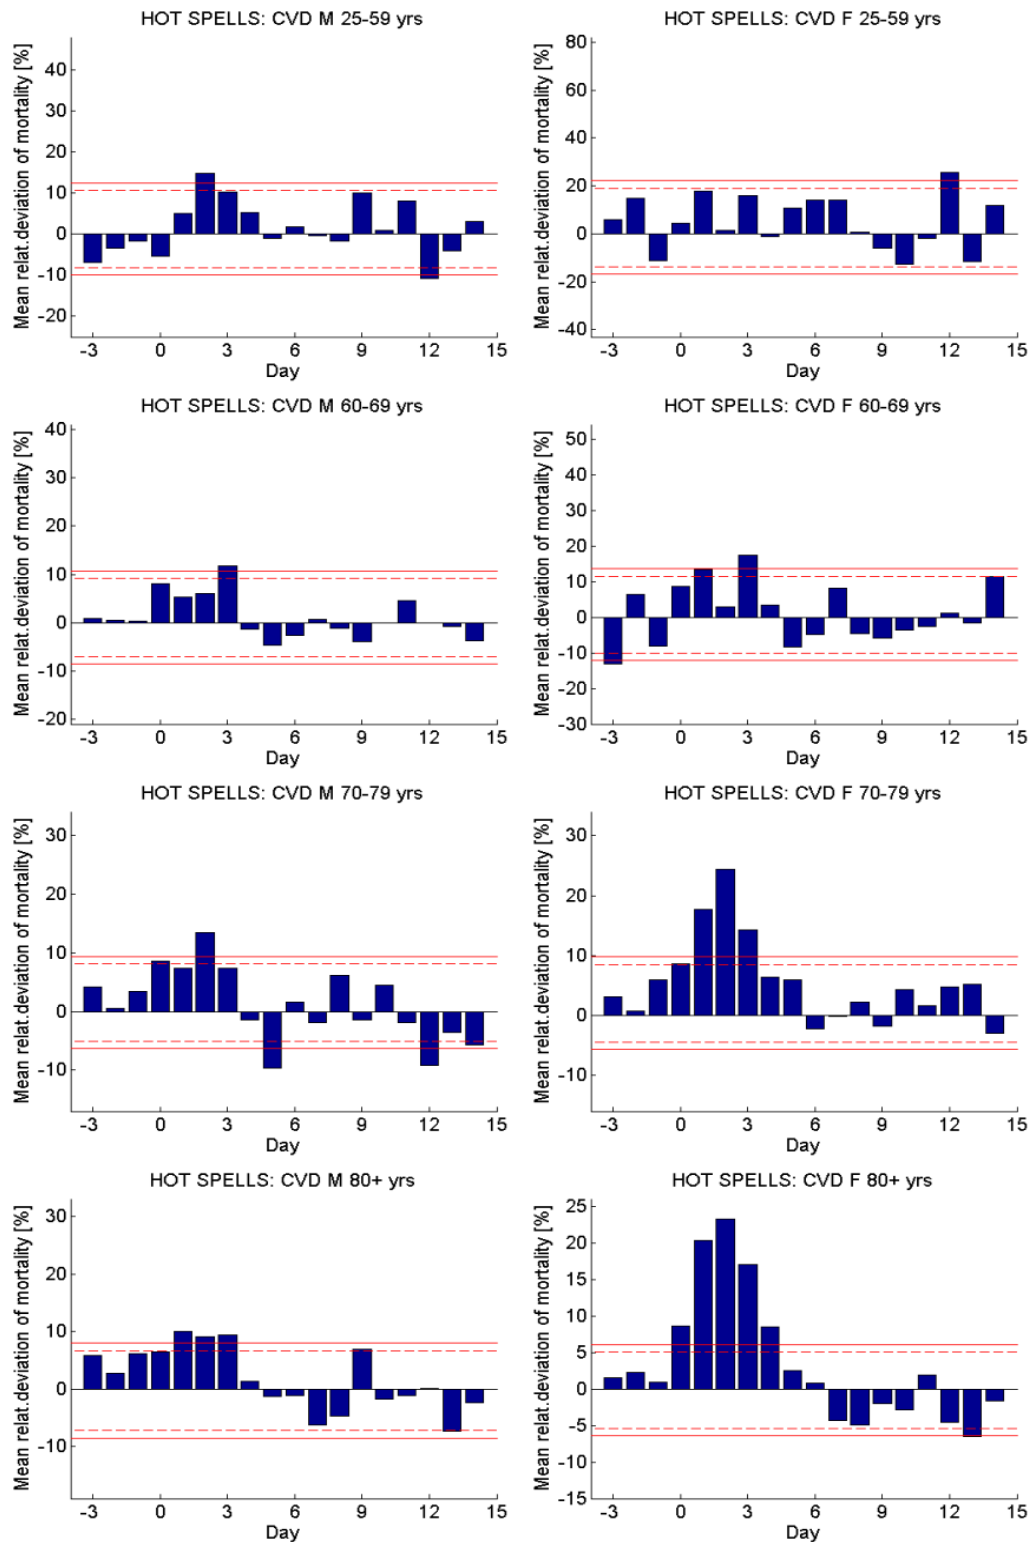 HOT SPELLS: CVD M 25-59 yrs
Mean relat.deviation of mortality [%]
40
30
20
10
0
-10
-20
-3 0 3 6 9 12 15
Day
HOT SPELLS: CVD F 25-59 yrs
Mean relat.deviation of mortality [%]
80
60
40
20
0
-20
-40
-3 0 3 6 9 12 15
Day
HOT SPELLS: CVD M 60-69 yrs
Mean relat.deviation of mortality [%]
40
30
20
10
0
-10
-20
-3 0 3 6 9 12 15
Day
HOT SPELLS: CVD F 60-69 yrs
Mean relat.deviation of mortality [%]
50
40
30
20
10
0
-10
-20
-30
-3 0 3 6 9 12 15
Day
HOT SPELLS: CVD M 70-79 yrs
Mean relat.deviation of mortality [%]
30
20
10
0
-10
-3 0 3 6 9 12 15
Day
HOT SPELLS: CVD F 70-79 yrs
Mean relat.deviation of mortality [%]
30
20
10
0
-10
-3 0 3 6 9 12 15
Day
HOT SPELLS: CVD M 80+ yrs
Mean relat.deviation of mortality [%]
30
20
10
0
-10
-3 0 3 6 9 12 15
Day
HOT SPELLS: CVD F 80+ yrs
Mean relat.deviation of mortality [%]
25
20
15
10
5
0
-5
-10
-15
-3 0 3 6 9 12 15
Day